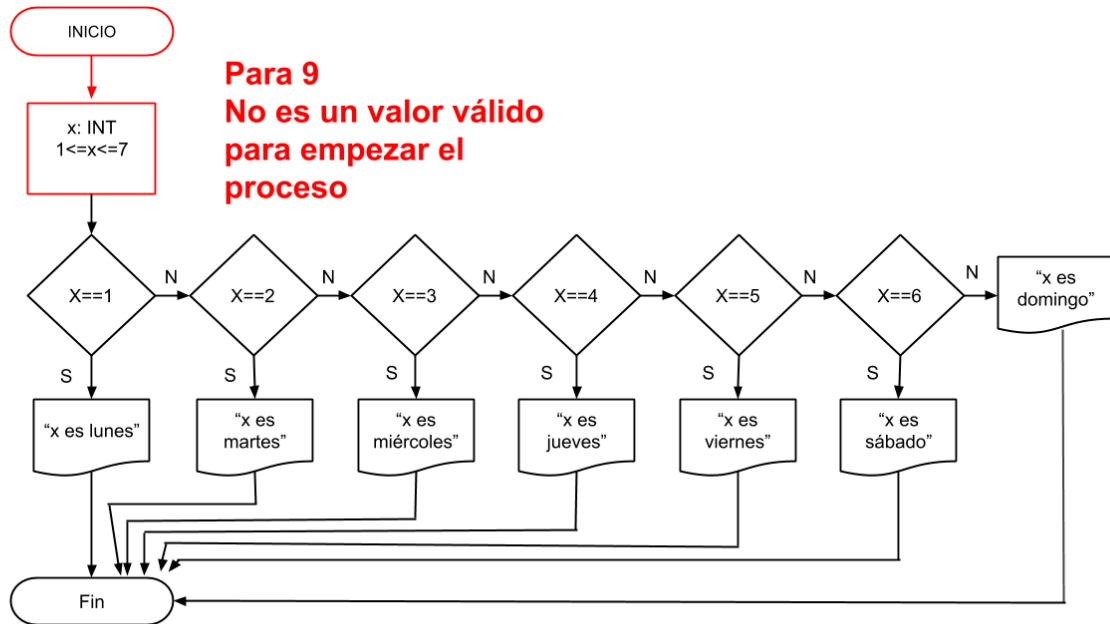 INICIO
Para 9
No es un valor válido
para empezar el
proceso
x: INT
1<=x<=7
X==1
N
X==2
N
X==3
N
X==4
N
X==5
N
X==6
N
“x es
domingo”
S
S
S
S
S
S
“x es lunes”
“x es
martes”
“x es
miércoles”
“x es
jueves”
“x es
viernes”
“x es
sábado”
Fin